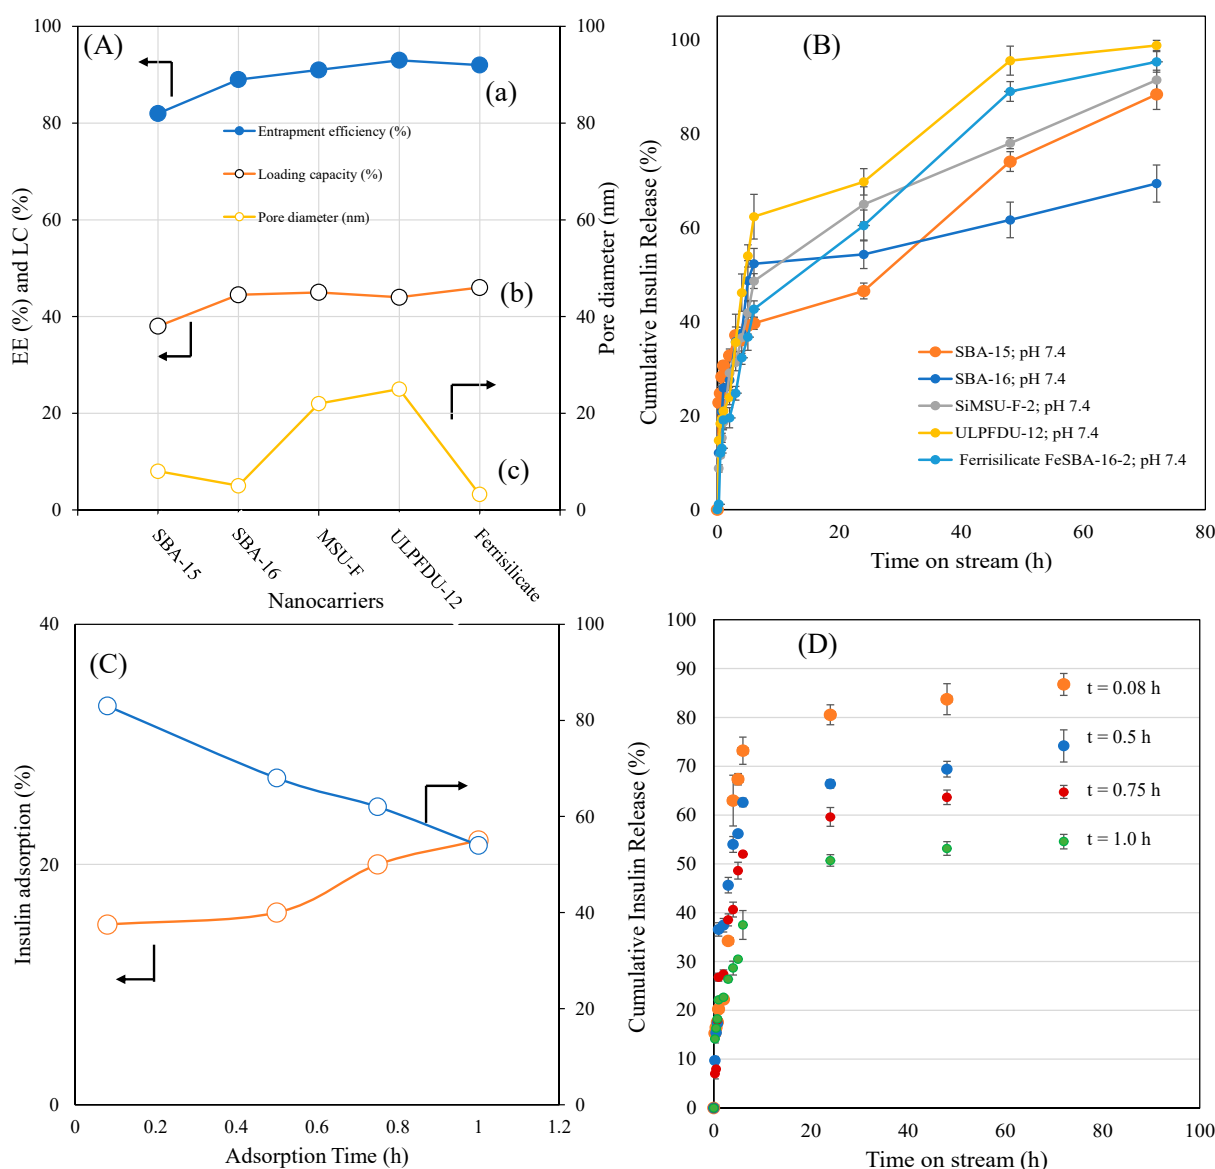 (A)
EE (%) and LC (%)
100
80
60
40
20
0
Entrapment efficiency (%)
Loading capacity (%)
Pore diameter (nm)
(a)
(b)
(c)
100
80
60
40
20
0
Pore diameter (nm)
SBA-15
SBA-16
MSU-F
ULPFDU-12
Ferrisilicate
Nanocarriers
(B)
Cumulative Insulin Release (%)
100
80
60
40
20
0
SBA-15; pH 7.4
SBA-16; pH 7.4
SiMSU-F-2; pH 7.4
ULPFDU-12; pH 7.4
Ferrisilicate FeSBA-16-2; pH 7.4
0 20 40 60 80
Time on stream (h)
(C)
Insulin adsorption (%)
40
20
0
100
80
60
40
20
0
0 0.2 0.4 0.6 0.8 1 1.2
Adsorption Time (h)
(D)
Cumulative Insulin Release (%)
100
90
80
70
60
50
40
30
20
10
0
t = 0.08 h
t = 0.5 h
t = 0.75 h
t = 1.0 h
0 20 40 60 80 100
Time on stream (h)